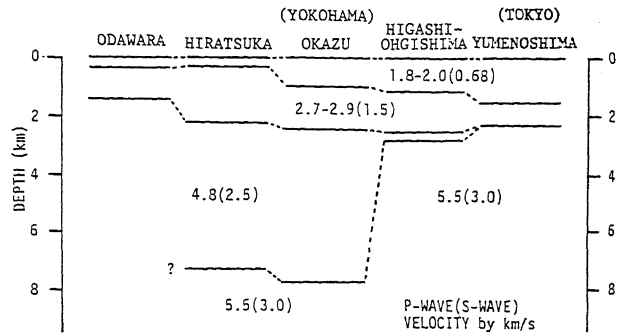 (YOKOHAMA) (TOKYO)
ODAWARA HIRATSUKA OKAZU HIGASHI-OHGISHIMA YUMENOSHIMA
0 0
1.8-2.0(0.68)
2.7-2.9(1.5)
2 2
DEPTH (km)
4 4
4.8(2.5) 5.5(3.0)
6 6
?
8 8
5.5(3.0)
P-WAVE(S-WAVE)
VELOCITY by km/s